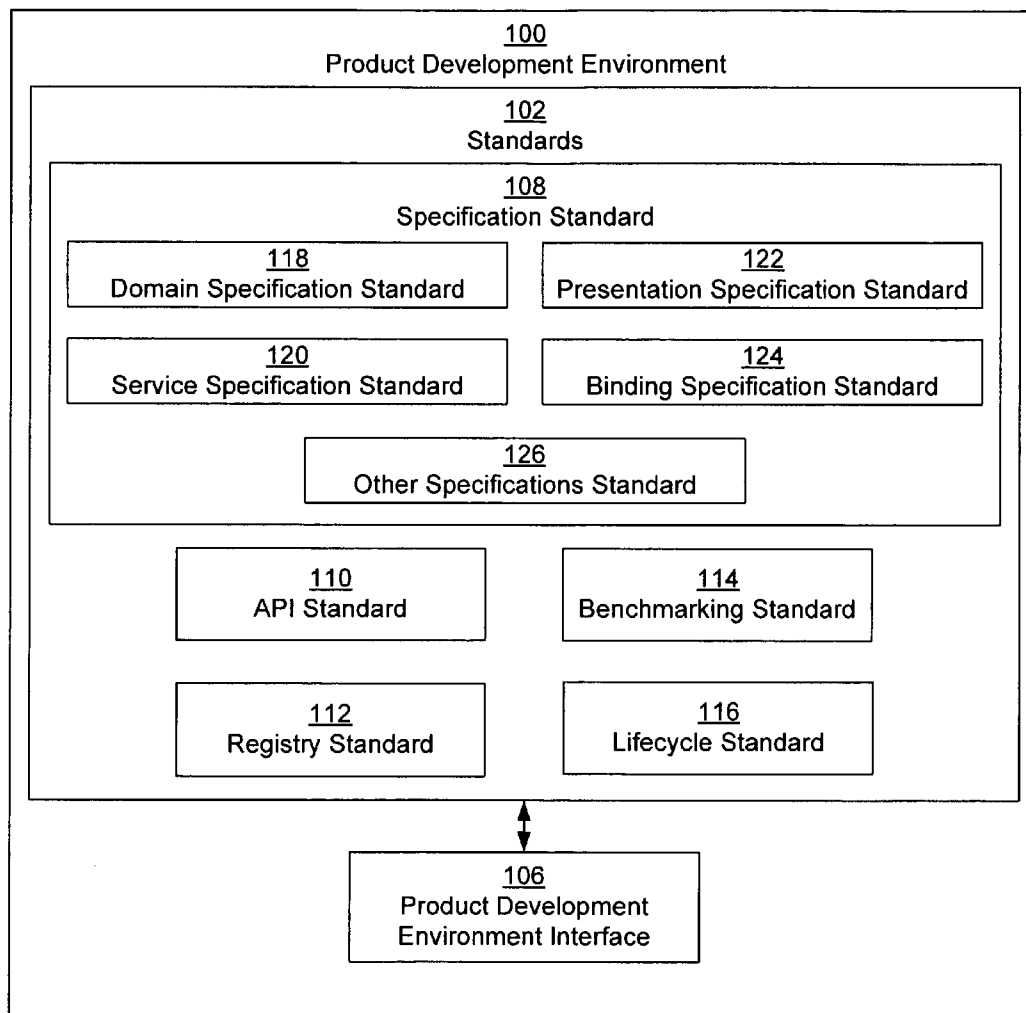 100
Product Development Environment
102
Standards
108
Specification Standard
118
Domain Specification Standard
122
Presentation Specification Standard
120
Service Specification Standard
124
Binding Specification Standard
126
Other Specifications Standard
110
API Standard
114
Benchmarking Standard
112
Registry Standard
116
Lifecycle Standard
106
Product Development
Environment Interface